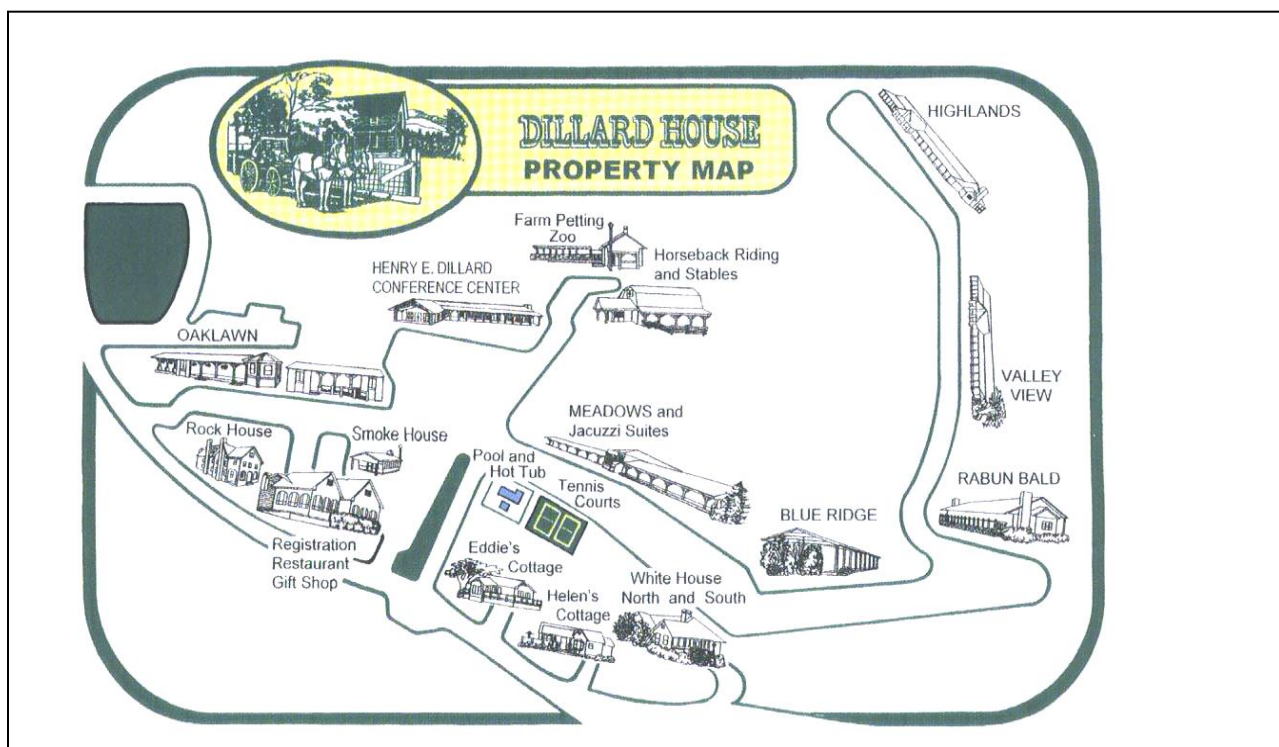 DILLARD HOUSE
PROPERTY MAP
HIGHLANDS
Farm Petting
Zoo
Horseback Riding
and Stables
HENRY E. DILLARD
CONFERENCE CENTER
OAKLAWN
VALLEY
VIEW
MEADOWS and
Jacuzzi Suites
Rock House
Smoke House
Pool and
Hot Tub
Tennis
Courts
RABUN BALD
BLUE RIDGE
Registration
Restaurant
Gift Shop
Eddie's
Cottage
Helen's
Cottage
White House
North and South